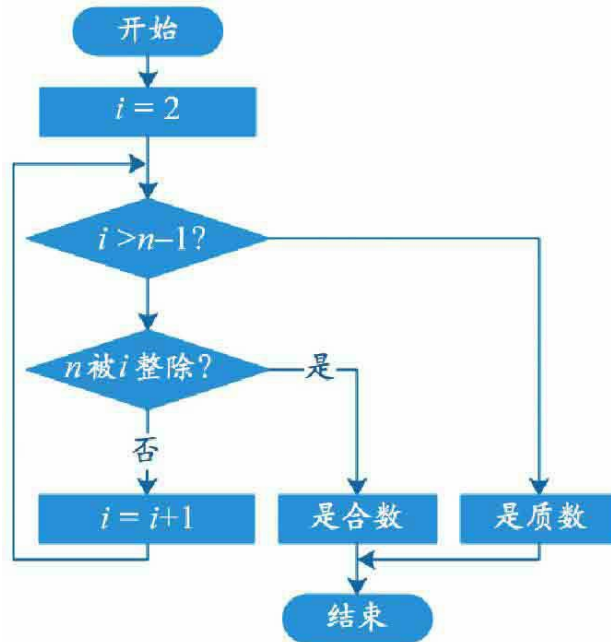 开始
i = 2
i >n–1?
n被i整除?
是
否
i = i+1
是合数
是质数
结束